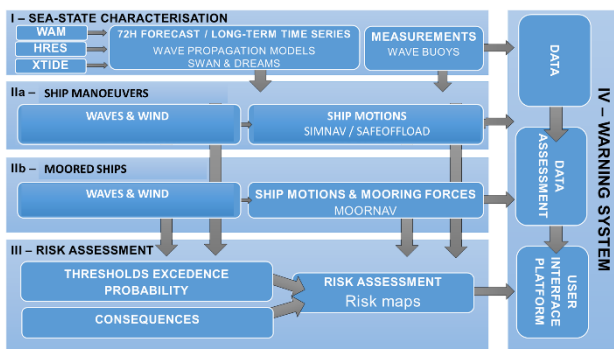 I – SEA-STATE CHARACTERISATION
WAM
HRES
XTIDE
72H FORECAST / LONG-TERM TIME SERIES
WAVE PROPAGATION MODELS
SWAN & DREAMS
MEASUREMENTS
WAVE BUOYS
IIa – SHIP MANOEUVERS
WAVES & WIND
SHIP MOTIONS
SIMNAV / SAFEOFFLOAD
IIb – MOORED SHIPS
WAVES & WIND
SHIP MOTIONS & MOORING FORCES
MOORNAV
III – RISK ASSESSMENT
THRESHOLDS EXCEDENCE
PROBABILITY
CONSEQUENCES
RISK ASSESSMENT
Risk maps
DATA
DATA
ASSESSMENT
USER
INTERFACE
PLATFORM
IV – WARNING SYSTEM